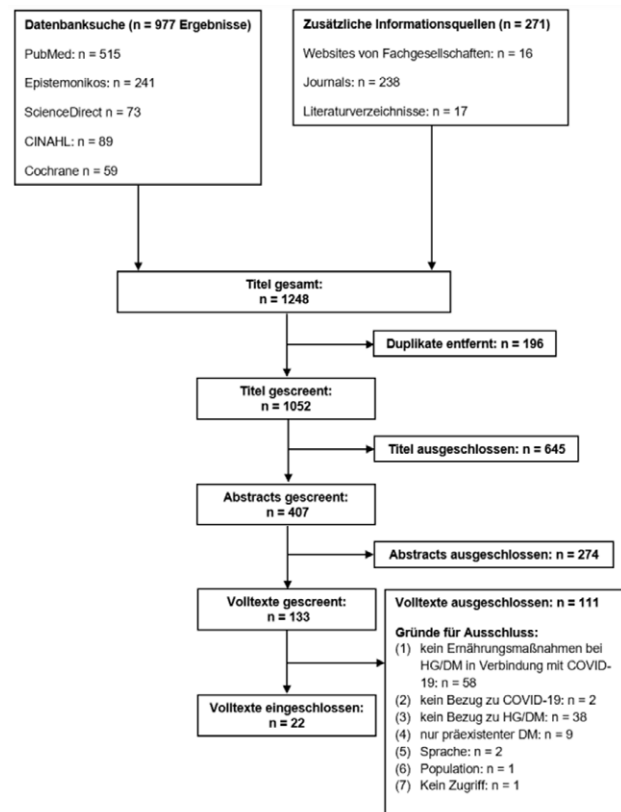 Datenbanksuche (n = 977 Ergebnisse)
PubMed: n = 515
Epistemonikos: n = 241
ScienceDirect n = 73
CINAHL: n = 89
Cochrane n = 59
Zusätzliche Informationsquellen (n = 271)
Websites von Fachgesellschaften: n = 16
Journals: n = 238
Literaturverzeichnisse: n = 17
Titel gesamt:
n = 1248
Duplikate entfernt: n = 196
Titel gescreent:
n = 1052
Titel ausgeschlossen: n = 645
Abstracts gescreent:
n = 407
Abstracts ausgeschlossen: n = 274
Volltexte gescreent:
n = 133
Volltexte ausgeschlossen: n = 111
Gründe für Ausschluss:
(1) kein Ernährungsmaßnahmen bei
HG/DM in Verbindung mit COVID-
19: n = 58
(2) kein Bezug zu COVID-19: n = 2
(3) kein Bezug zu HG/DM: n = 38
(4) nur präexistenter DM: n = 9
(5) Sprache: n = 2
(6) Population: n = 1
(7) Kein Zugriff: n = 1
Volltexte eingeschlossen:
n = 22